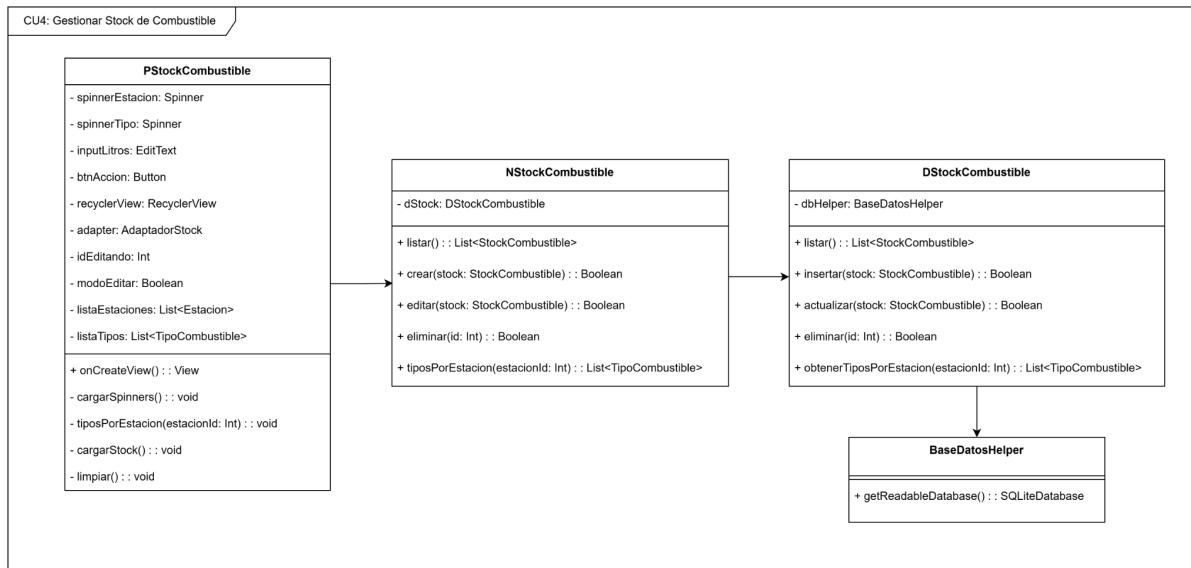 CU4: Gestionar Stock de Combustible
PStockCombustible
- spinnerEstacion: Spinner
- spinnerTipo: Spinner
- inputLitros: EditText
- btnAccion: Button
- recyclerView: RecyclerView
- adapter: AdaptadorStock
- idEditando: Int
- modoEditar: Boolean
- listaEstaciones: List<Estacion>
- listaTipos: List<TipoCombustible>
+ onCreateView() : : View
- cargarSpinners() : : void
- tiposPorEstacion(estacionId: Int) : : void
- cargarStock() : : void
- limpiar() : : void
NStockCombustible
- dStock: DStockCombustible
+ listar() : : List<StockCombustible>
+ crear(stock: StockCombustible) : : Boolean
+ editar(stock: StockCombustible) : : Boolean
+ eliminar(id: Int) : : Boolean
+ tiposPorEstacion(estacionId: Int) : : List<TipoCombustible>
DStockCombustible
- dbHelper: BaseDatosHelper
+ listar() : : List<StockCombustible>
+ insertar(stock: StockCombustible) : : Boolean
+ actualizar(stock: StockCombustible) : : Boolean
+ eliminar(id: Int) : : Boolean
+ obtenerTiposPorEstacion(estacionId: Int) : : List<TipoCombustible>
BaseDatosHelper
+ getReadableDatabase() : : SQLiteDatabase